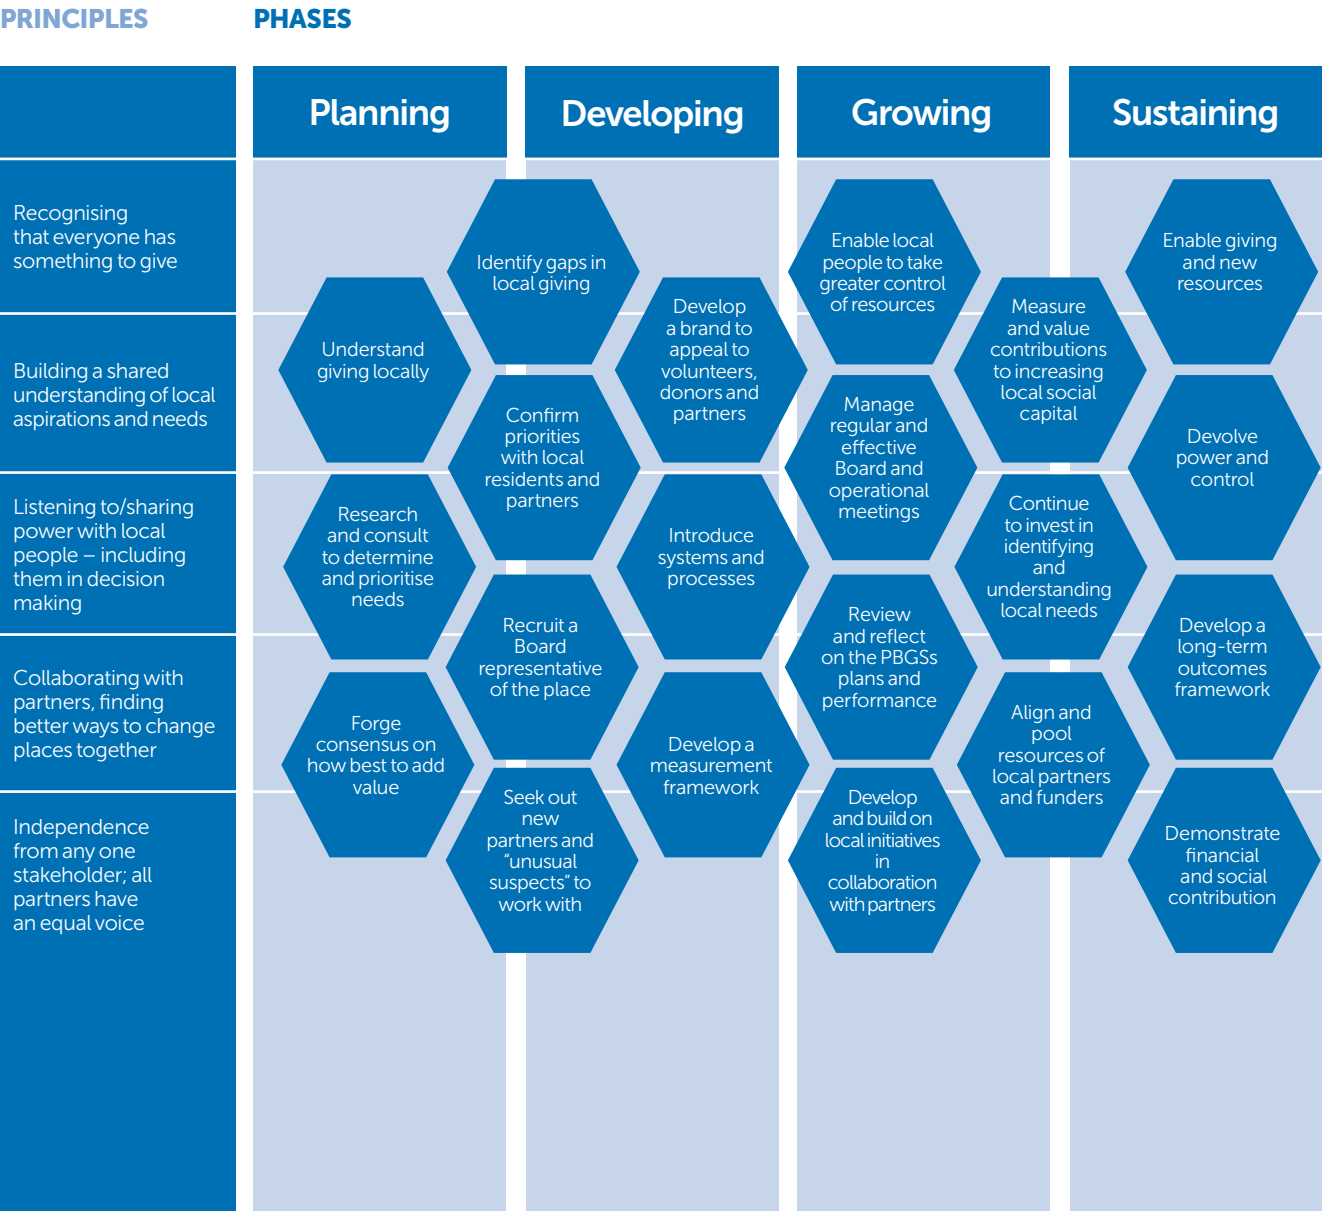 PRINCIPLES
PHASES
Planning
Developing
Growing
Sustaining
Recognising
that everyone has
something to give
Building a shared
understanding of local
aspirations and needs
Listening to/sharing
power with local
people – including
them in decision
making
Collaborating with
partners, finding
better ways to change
places together
Independence
from any one
stakeholder; all
partners have
an equal voice
Understand
giving locally
Research
and consult
to determine
and prioritise
needs
Forge
consensus on
how best to add
value
Identify gaps in
local giving
Confirm
priorities
with local
residents and
partners
Recruit a
Board
representative
of the place
Seek out
new
partners and
“unusual
suspects” to
work with
Develop
a brand to
appeal to
volunteers,
donors and
partners
Introduce
systems and
processes
Develop a
measurement
framework
Enable local
people to take
greater control
of resources
Manage
regular and
effective
Board and
operational
meetings
Review
and reflect
on the PBGSs
plans and
performance
Develop
and build on
local initiatives
in
collaboration
with partners
Measure
and value
contributions
to increasing
local social
capital
Continue
to invest in
identifying
and
understanding
local needs
Align and
pool
resources of
local partners
and funders
Enable giving
and new
resources
Devolve
power and
control
Develop a
long-term
outcomes
framework
Demonstrate
financial
and social
contribution